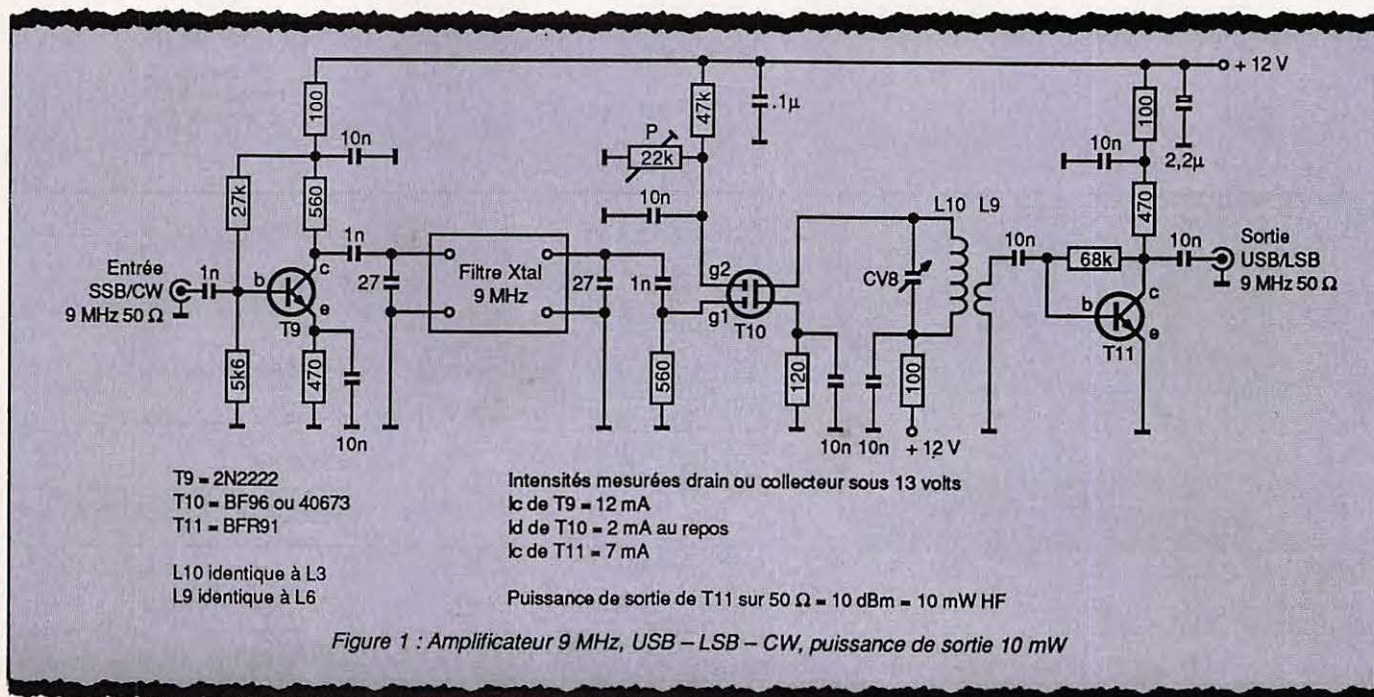 + 12 V
100
10n
27k
560
1n
Entrée
SSB/CW
9 MHz 50 Ω
1n
b
c
e
T9
5k6
470
10n
27
Filtre Xtal
9 MHz
27
1n
P
22k
47k
.1µ
10n
g2
g1
T10
560
120
10n
10n
CV8
100
+ 12 V
L10
L9
10n
68k
b
c
e
T11
100
10n
2,2µ
470
10n
Sortie
USB/LSB
9 MHz 50 Ω
T9 = 2N2222
T10 = BF96 ou 40673
T11 = BFR91
L10 identique à L3
L9 identique à L6
Intensités mesurées drain ou collecteur sous 13 volts
Ic de T9 = 12 mA
Id de T10 = 2 mA au repos
Ic de T11 = 7 mA
Puissance de sortie de T11 sur 50 Ω = 10 dBm = 10 mW HF
Figure 1 : Amplificateur 9 MHz, USB – LSB – CW, puissance de sortie 10 mW